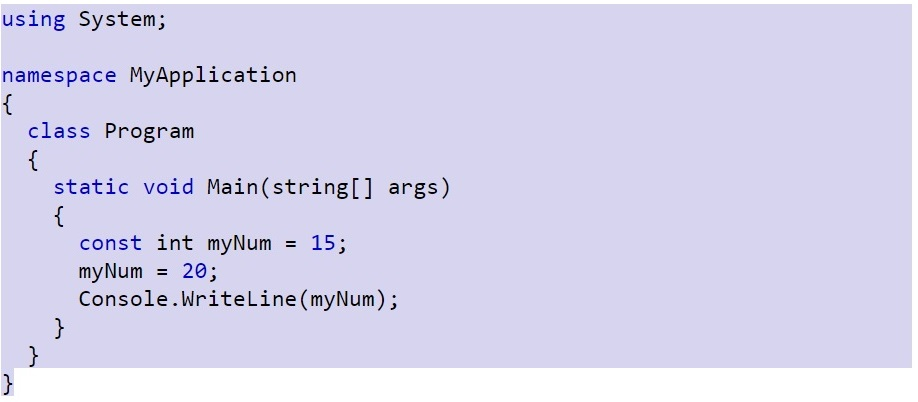 using System;

namespace MyApplication
{
  class Program
  {
    static void Main(string[] args)
    {
      const int myNum = 15;
      myNum = 20;
      Console.WriteLine(myNum);
    }
  }
}